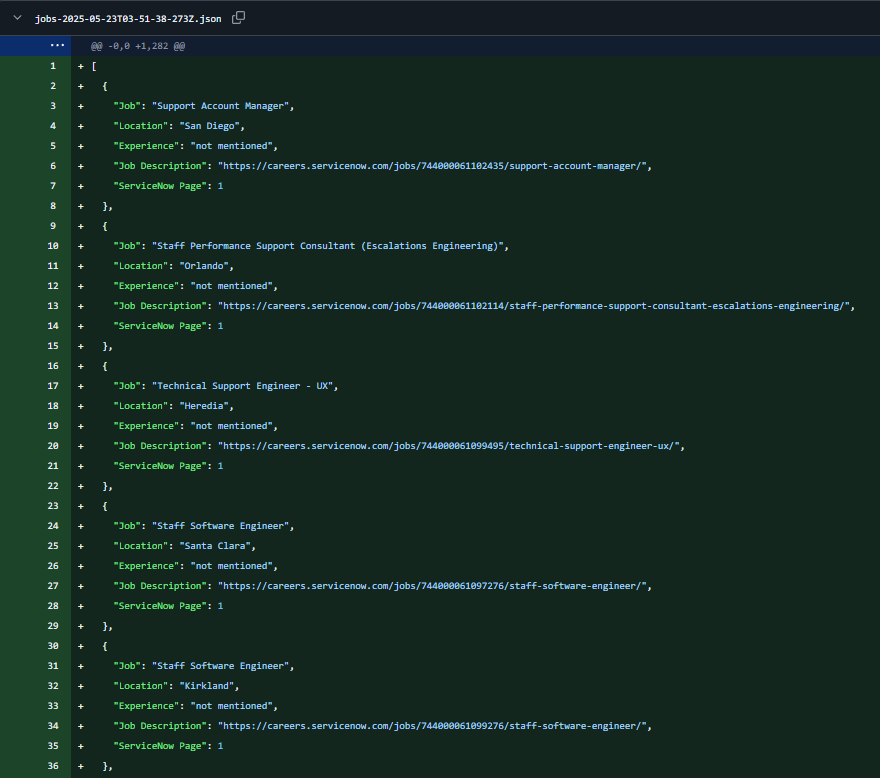 jobs-2025-05-23T03-51-38-273Z.json
... @@ -0,0 +1,282 @@
1 + [
2 + {
3 + "Job": "Support Account Manager",
4 + "Location": "San Diego",
5 + "Experience": "not mentioned",
6 + "Job Description": "https://careers.servicenow.com/jobs/744000061102435/support-account-manager/",
7 + "ServiceNow Page": 1
8 + },
9 + {
10 + "Job": "Staff Performance Support Consultant (Escalations Engineering)",
11 + "Location": "Orlando",
12 + "Experience": "not mentioned",
13 + "Job Description": "https://careers.servicenow.com/jobs/744000061102114/staff-performance-support-consultant-escalations-engineering/",
14 + "ServiceNow Page": 1
15 + },
16 + {
17 + "Job": "Technical Support Engineer - UX",
18 + "Location": "Heredia",
19 + "Experience": "not mentioned",
20 + "Job Description": "https://careers.servicenow.com/jobs/744000061099495/technical-support-engineer-ux/",
21 + "ServiceNow Page": 1
22 + },
23 + {
24 + "Job": "Staff Software Engineer",
25 + "Location": "Santa Clara",
26 + "Experience": "not mentioned",
27 + "Job Description": "https://careers.servicenow.com/jobs/744000061097276/staff-software-engineer/",
28 + "ServiceNow Page": 1
29 + },
30 + {
31 + "Job": "Staff Software Engineer",
32 + "Location": "Kirkland",
33 + "Experience": "not mentioned",
34 + "Job Description": "https://careers.servicenow.com/jobs/744000061099276/staff-software-engineer/",
35 + "ServiceNow Page": 1
36 + },